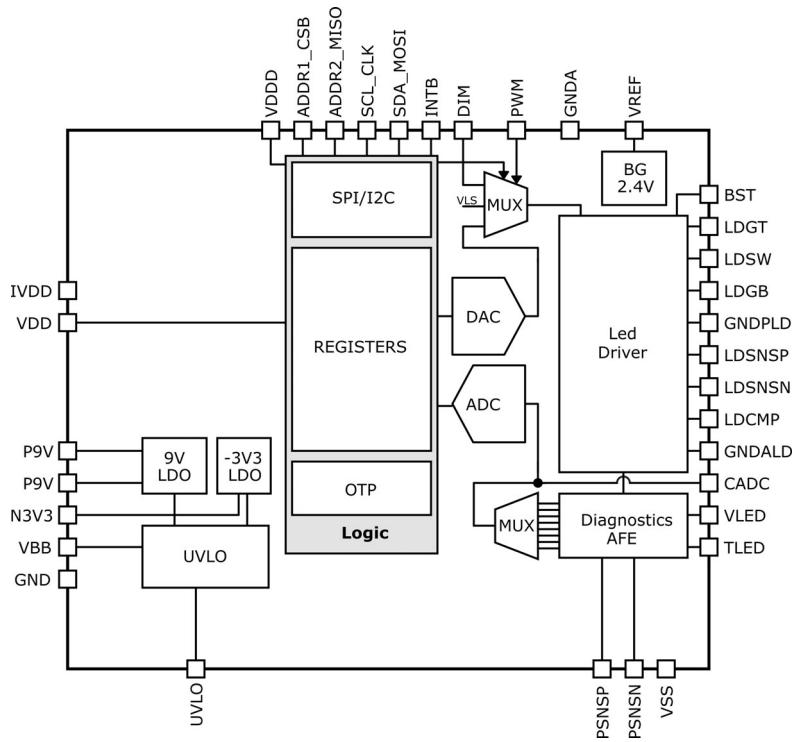 VDDD
ADDR1_CSB
ADDR2_MISO
SCL_CLK
SDA_MOSI
INTB
DIM
PWM
GNDA
VREF
BG
2.4V
SPI/I2C
VLS
MUX
BST
LDGT
LDSW
LDGB
GNDPLD
LDSNSP
LDSNSN
LDCMP
GNDALD
CADC
VLED
TLED
IVDD
VDD
REGISTERS
DAC
Led
Driver
ADC
P9V
P9V
N3V3
VBB
GND
9V
LDO
-3V3
LDO
OTP
Logic
MUX
Diagnostics
AFE
UVLO
UVLO
PSNSP
PSNSN
VSS